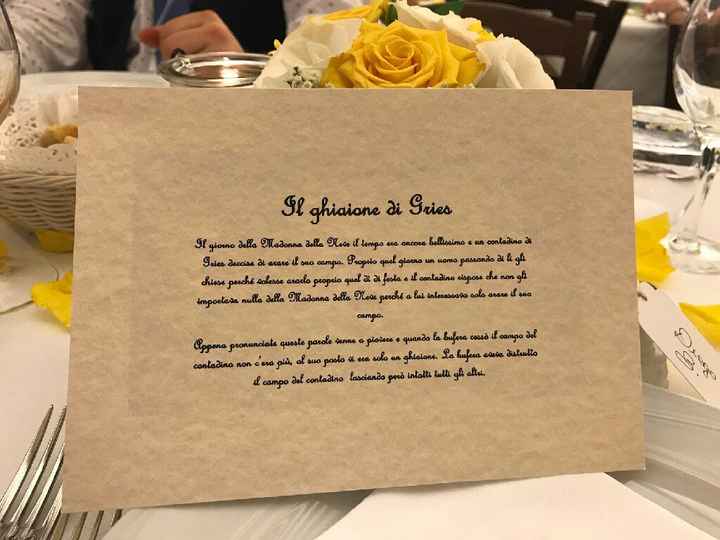 Il ghiaione di Gries
Il giorno della Madonna della Neve il tempo era ancora bellissimo e un contadino di
Gries decise di arare il suo campo. Proprio quel giorno un uomo passando di lì gli
chiese perché volesse ararlo proprio quel dì di festa e il contadino rispose che non gli
importava nulla della Madonna della Neve perché a lui interessava solo arare il suo
campo.
Appena pronunciate queste parole venne a piovere e quando la bufera cessò il campo del
contadino non c'era più, al suo posto vi era solo un ghiaione. La bufera aveva distrutto
il campo del contadino lasciando però intatti tutti gli altri.